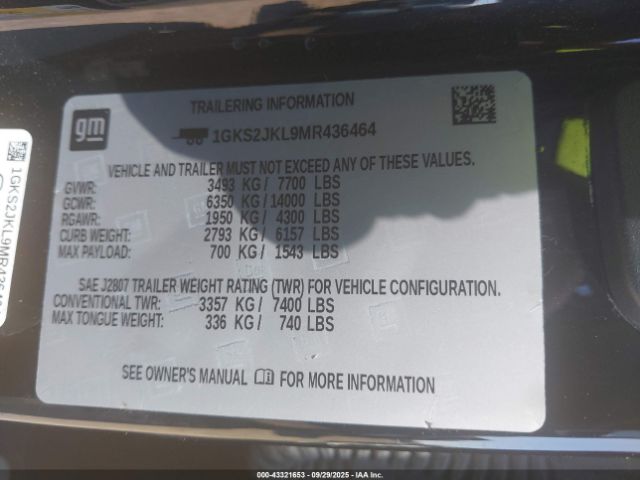 gm
TRAILERING INFORMATION
1GKS2JKL9MR436464
VEHICLE AND TRAILER MUST NOT EXCEED ANY OF THESE VALUES.
GVWR: 3493 KG / 7700 LBS
GCWR: 6350 KG / 14000 LBS
RGAWR: 1950 KG / 4300 LBS
CURB WEIGHT: 2793 KG / 6157 LBS
MAX PAYLOAD: 700 KG / 1543 LBS
SAE J2807 TRAILER WEIGHT RATING (TWR) FOR VEHICLE CONFIGURATION.
CONVENTIONAL TWR: 3357 KG / 7400 LBS
MAX TONGUE WEIGHT: 336 KG / 740 LBS
SEE OWNER'S MANUAL FOR MORE INFORMATION
000-43321653 - 09/29/2025 - IAA, Inc.